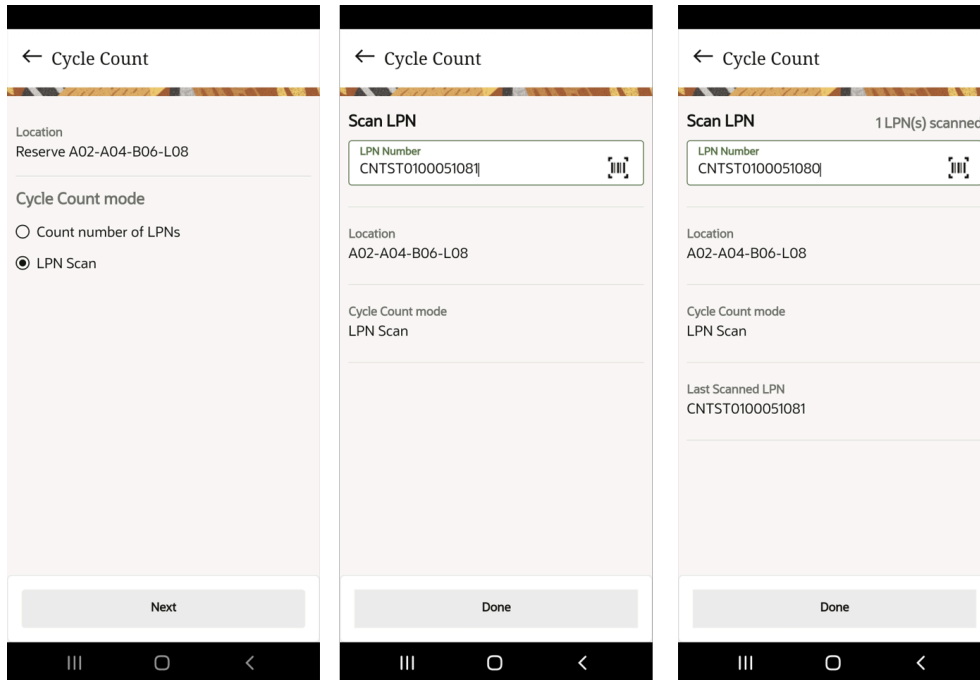 Cycle Count
Location
Reserve A02-A04-B06-L08
Cycle Count mode
Count number of LPNs
LPN Scan
Next
Cycle Count
Scan LPN
LPN Number
CNTST0100051081
Location
A02-A04-B06-L08
Cycle Count mode
LPN Scan
Done
Cycle Count
Scan LPN
1 LPN(s) scanned
LPN Number
CNTST0100051080
Location
A02-A04-B06-L08
Cycle Count mode
LPN Scan
Last Scanned LPN
CNTST0100051081
Done